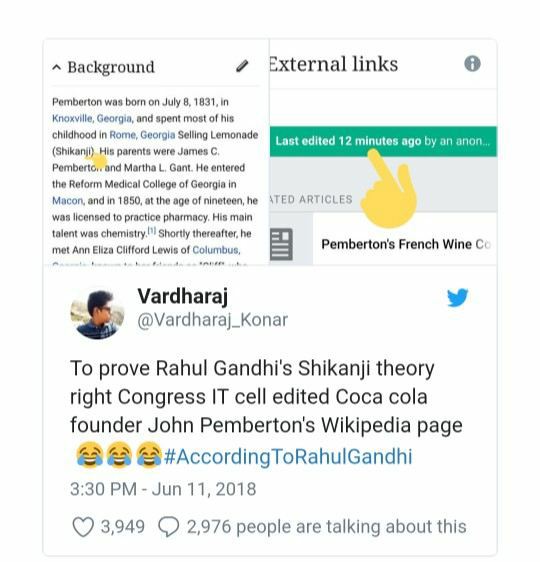 Background
Pemberton was born on July 8, 1831, in
Knoxville, Georgia, and spent most of his
childhood in Rome, Georgia Selling Lemonade
(Shikanji). His parents were James C.
Pemberton and Martha L. Gant. He entered
the Reform Medical College of Georgia in
Macon, and in 1850, at the age of nineteen, he
was licensed to practice pharmacy. His main
talent was chemistry.[1] Shortly thereafter, he
met Ann Eliza Clifford Lewis of Columbus,
External links
Last edited 12 minutes ago by an anon...
ATED ARTICLES
Pemberton's French Wine Co
Vardharaj
@Vardharaj_Konar
To prove Rahul Gandhi's Shikanji theory
right Congress IT cell edited Coca cola
founder John Pemberton's Wikipedia page
😂😂😂#AccordingToRahulGandhi
3:30 PM - Jun 11, 2018
3,949 2,976 people are talking about this